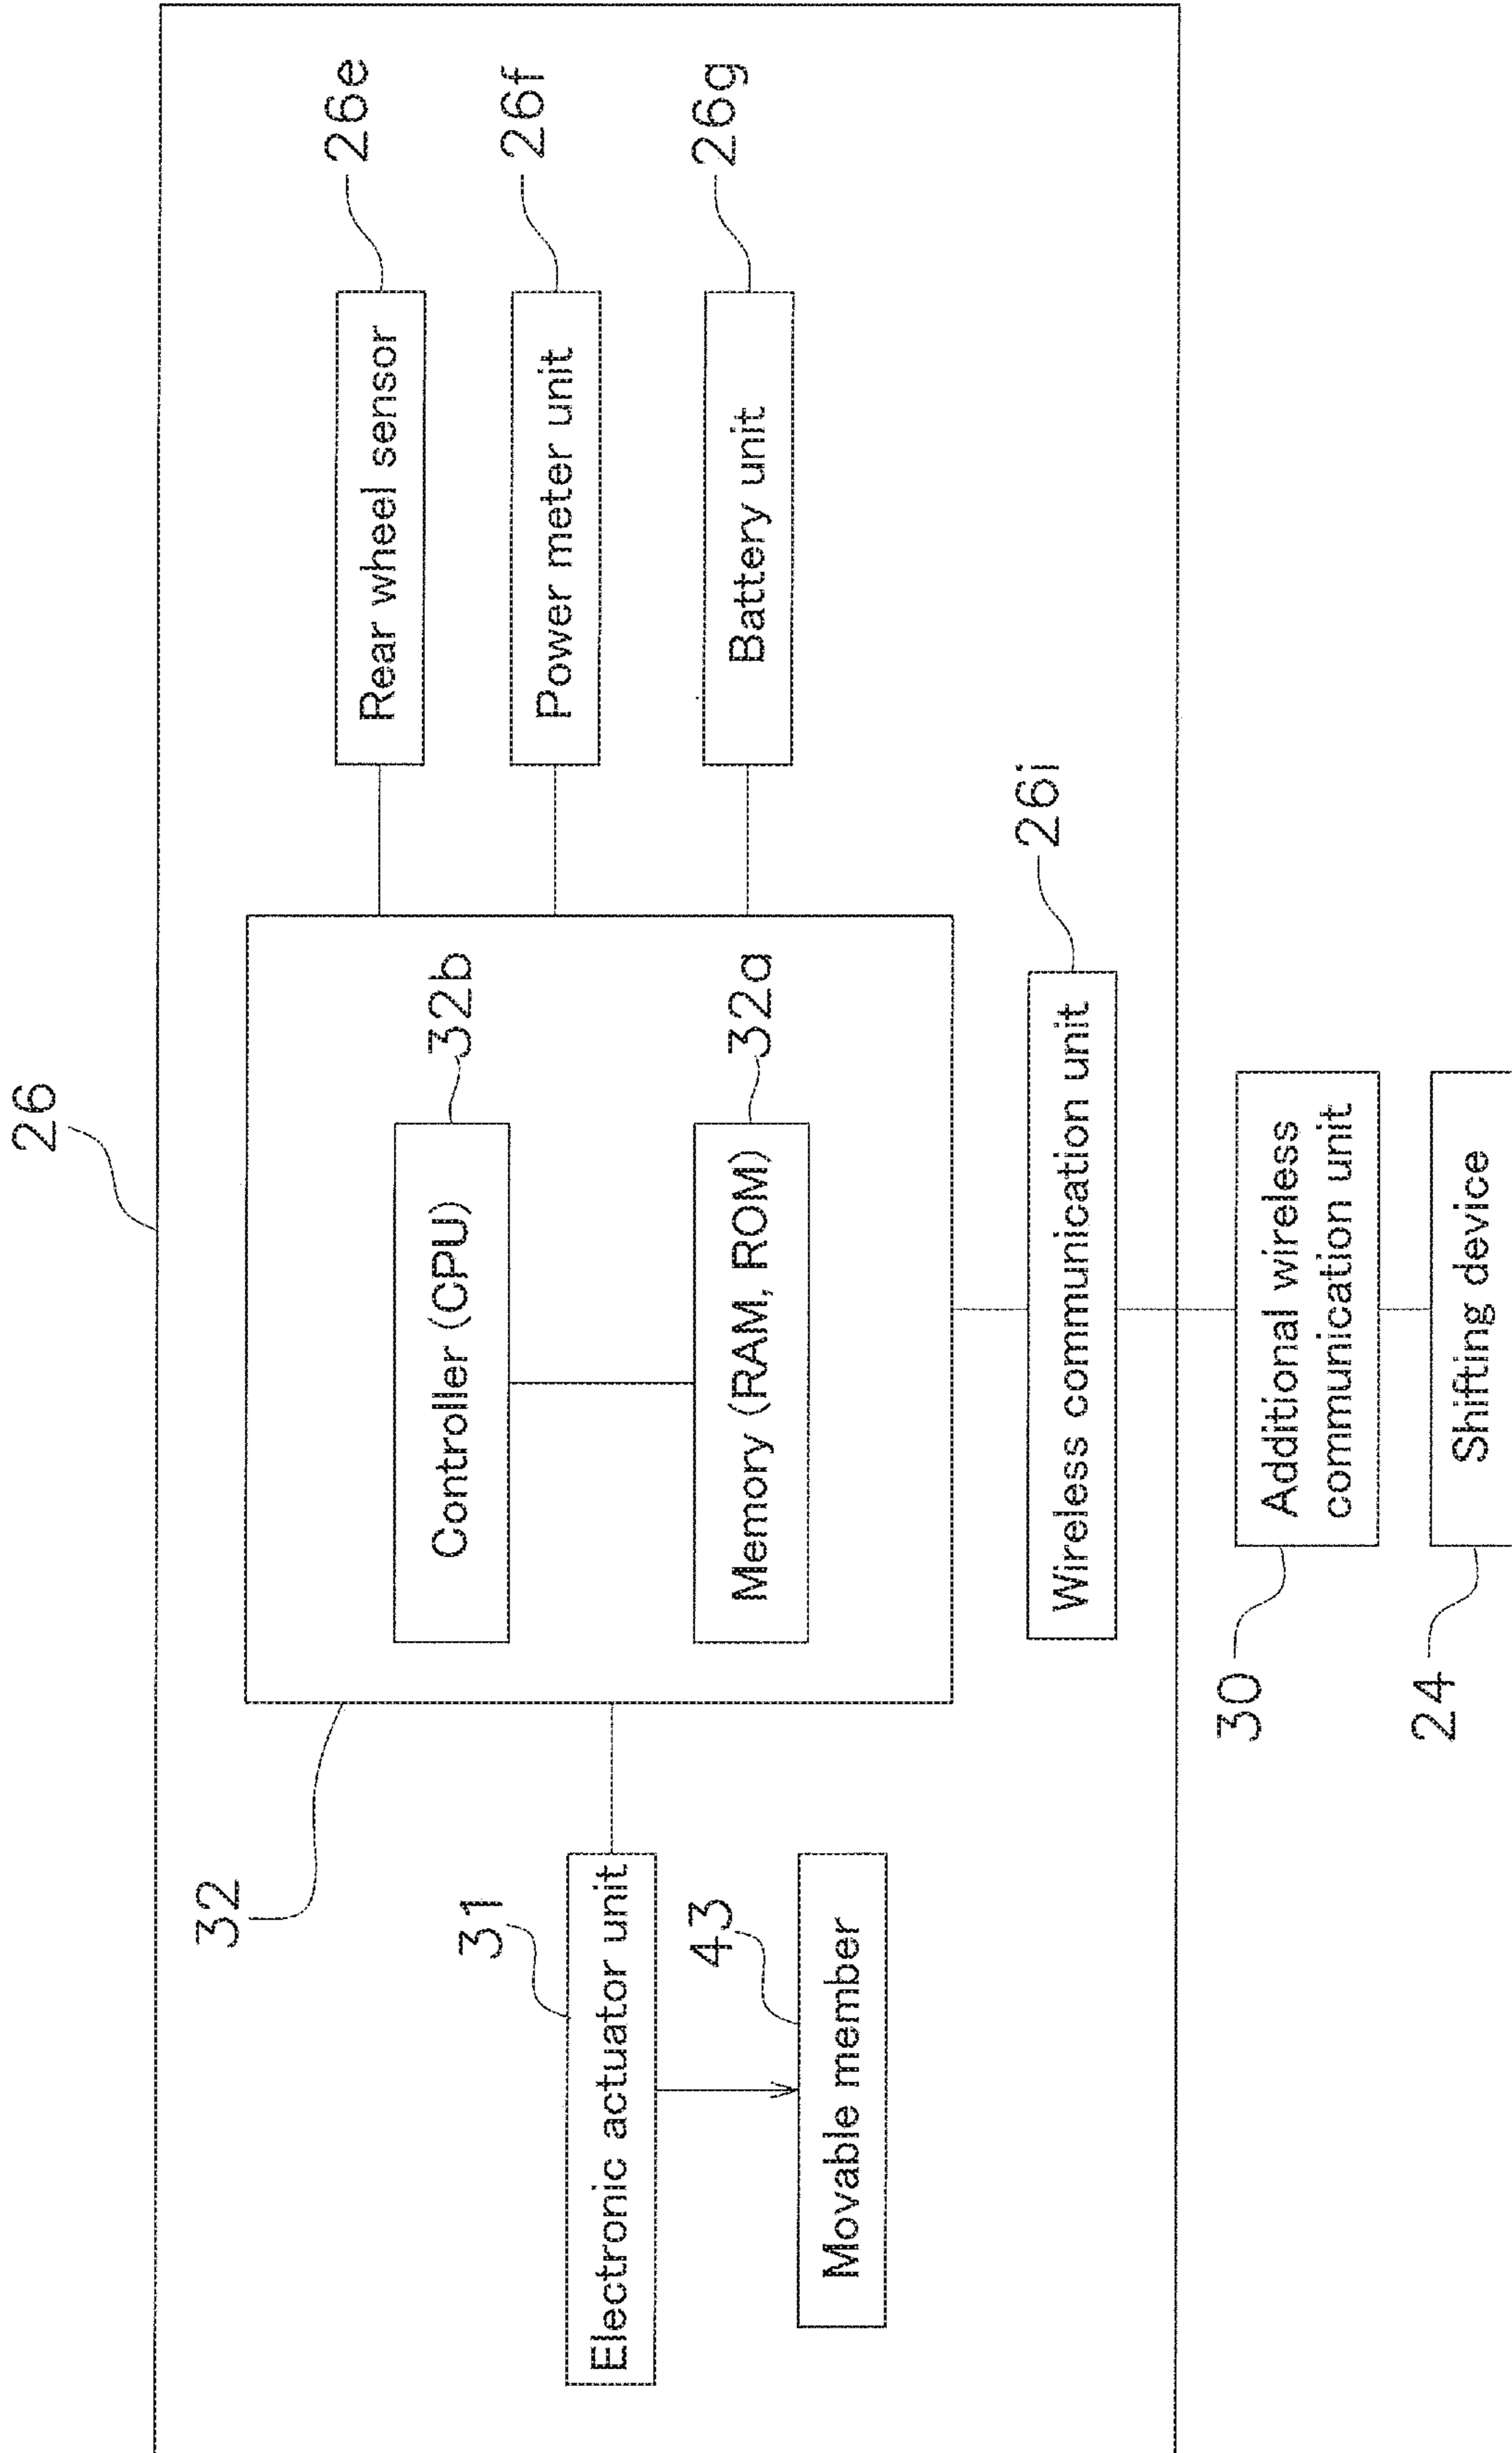 26
Rear wheel sensor
26e
Power meter unit
26f
Battery unit
26g
32
Controller (CPU)
32b
Memory (RAM, ROM)
32a
31
Electronic actuator unit
43
Movable member
Wireless communication unit
26i
30
Additional wireless
communication unit
24
Shifting device